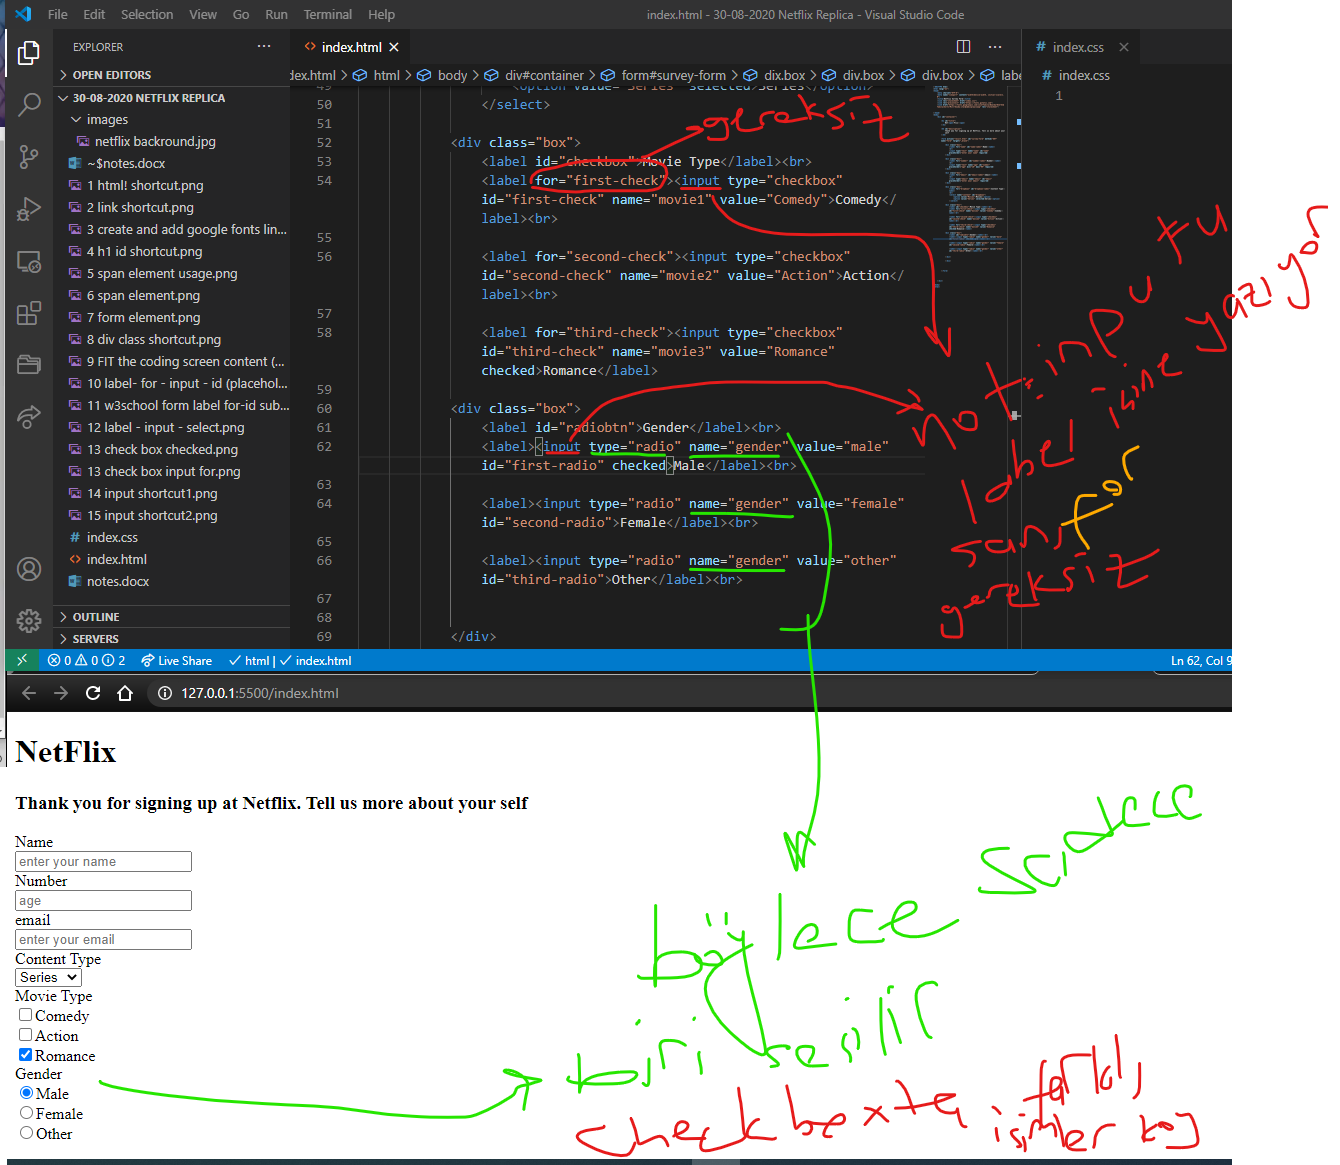 File Edit Selection View Go Run Terminal Help
index.html - 30-08-2020 Netflix Replica - Visual Studio Code
EXPLORER
OPEN EDITORS
30-08-2020 NETFLIX REPLICA
images
netflix backround.jpg
~$notes.docx
1 html! shortcut.png
2 link shortcut.png
3 create and add google fonts lin...
4 h1 id shortcut.png
5 span element usage.png
6 span element.png
7 form element.png
8 div class shortcut.png
9 FIT the coding screen content (...
10 label- for - input - id (placehol...
11 w3school form label for-id sub...
12 label - input - select.png
13 check box checked.png
13 check box input for.png
14 input shortcut1.png
15 input shortcut2.png
index.css
index.html
notes.docx
OUTLINE
SERVERS
index.html
dex.html > html > body > div#container > form#survey-form > dix.box > div.box > div.box > labe
49 <option value="Series" selected>Series</option>
50 </select>
51
52 <div class="box">
53 <label id="checkbox">Movie Type</label><br>
54 <label for="first-check"><input type="checkbox"
id="first-check" name="movie1" value="Comedy">Comedy</
label><br>
55
56 <label for="second-check"><input type="checkbox"
id="second-check" name="movie2" value="Action">Action</
label><br>
57
58 <label for="third-check"><input type="checkbox"
id="third-check" name="movie3" value="Romance"
checked>Romance</label>
59
60 <div class="box">
61 <label id="radiobtn">Gender</label><br>
62 <label><input type="radio" name="gender" value="male"
id="first-radio" checked>Male</label><br>
63
64 <label><input type="radio" name="gender" value="female"
id="second-radio">Female</label><br>
65
66 <label><input type="radio" name="gender" value="other"
id="third-radio">Other</label><br>
67
68
69 </div>
index.css
index.css
1
gereksiz
not: inputu
label içine yazıyor
sanı for
gereksiz
0 0 2 Live Share html | index.html
Ln 62, Col 9
127.0.0.1:5500/index.html
NetFlix
Thank you for signing up at Netflix. Tell us more about your self
Name
enter your name
Number
age
email
enter your email
Content Type
Series
Movie Type
Comedy
Action
Romance
Gender
Male
Female
Other
böylece sadece
biri seçilir
checkboxta farklı
isimler koy